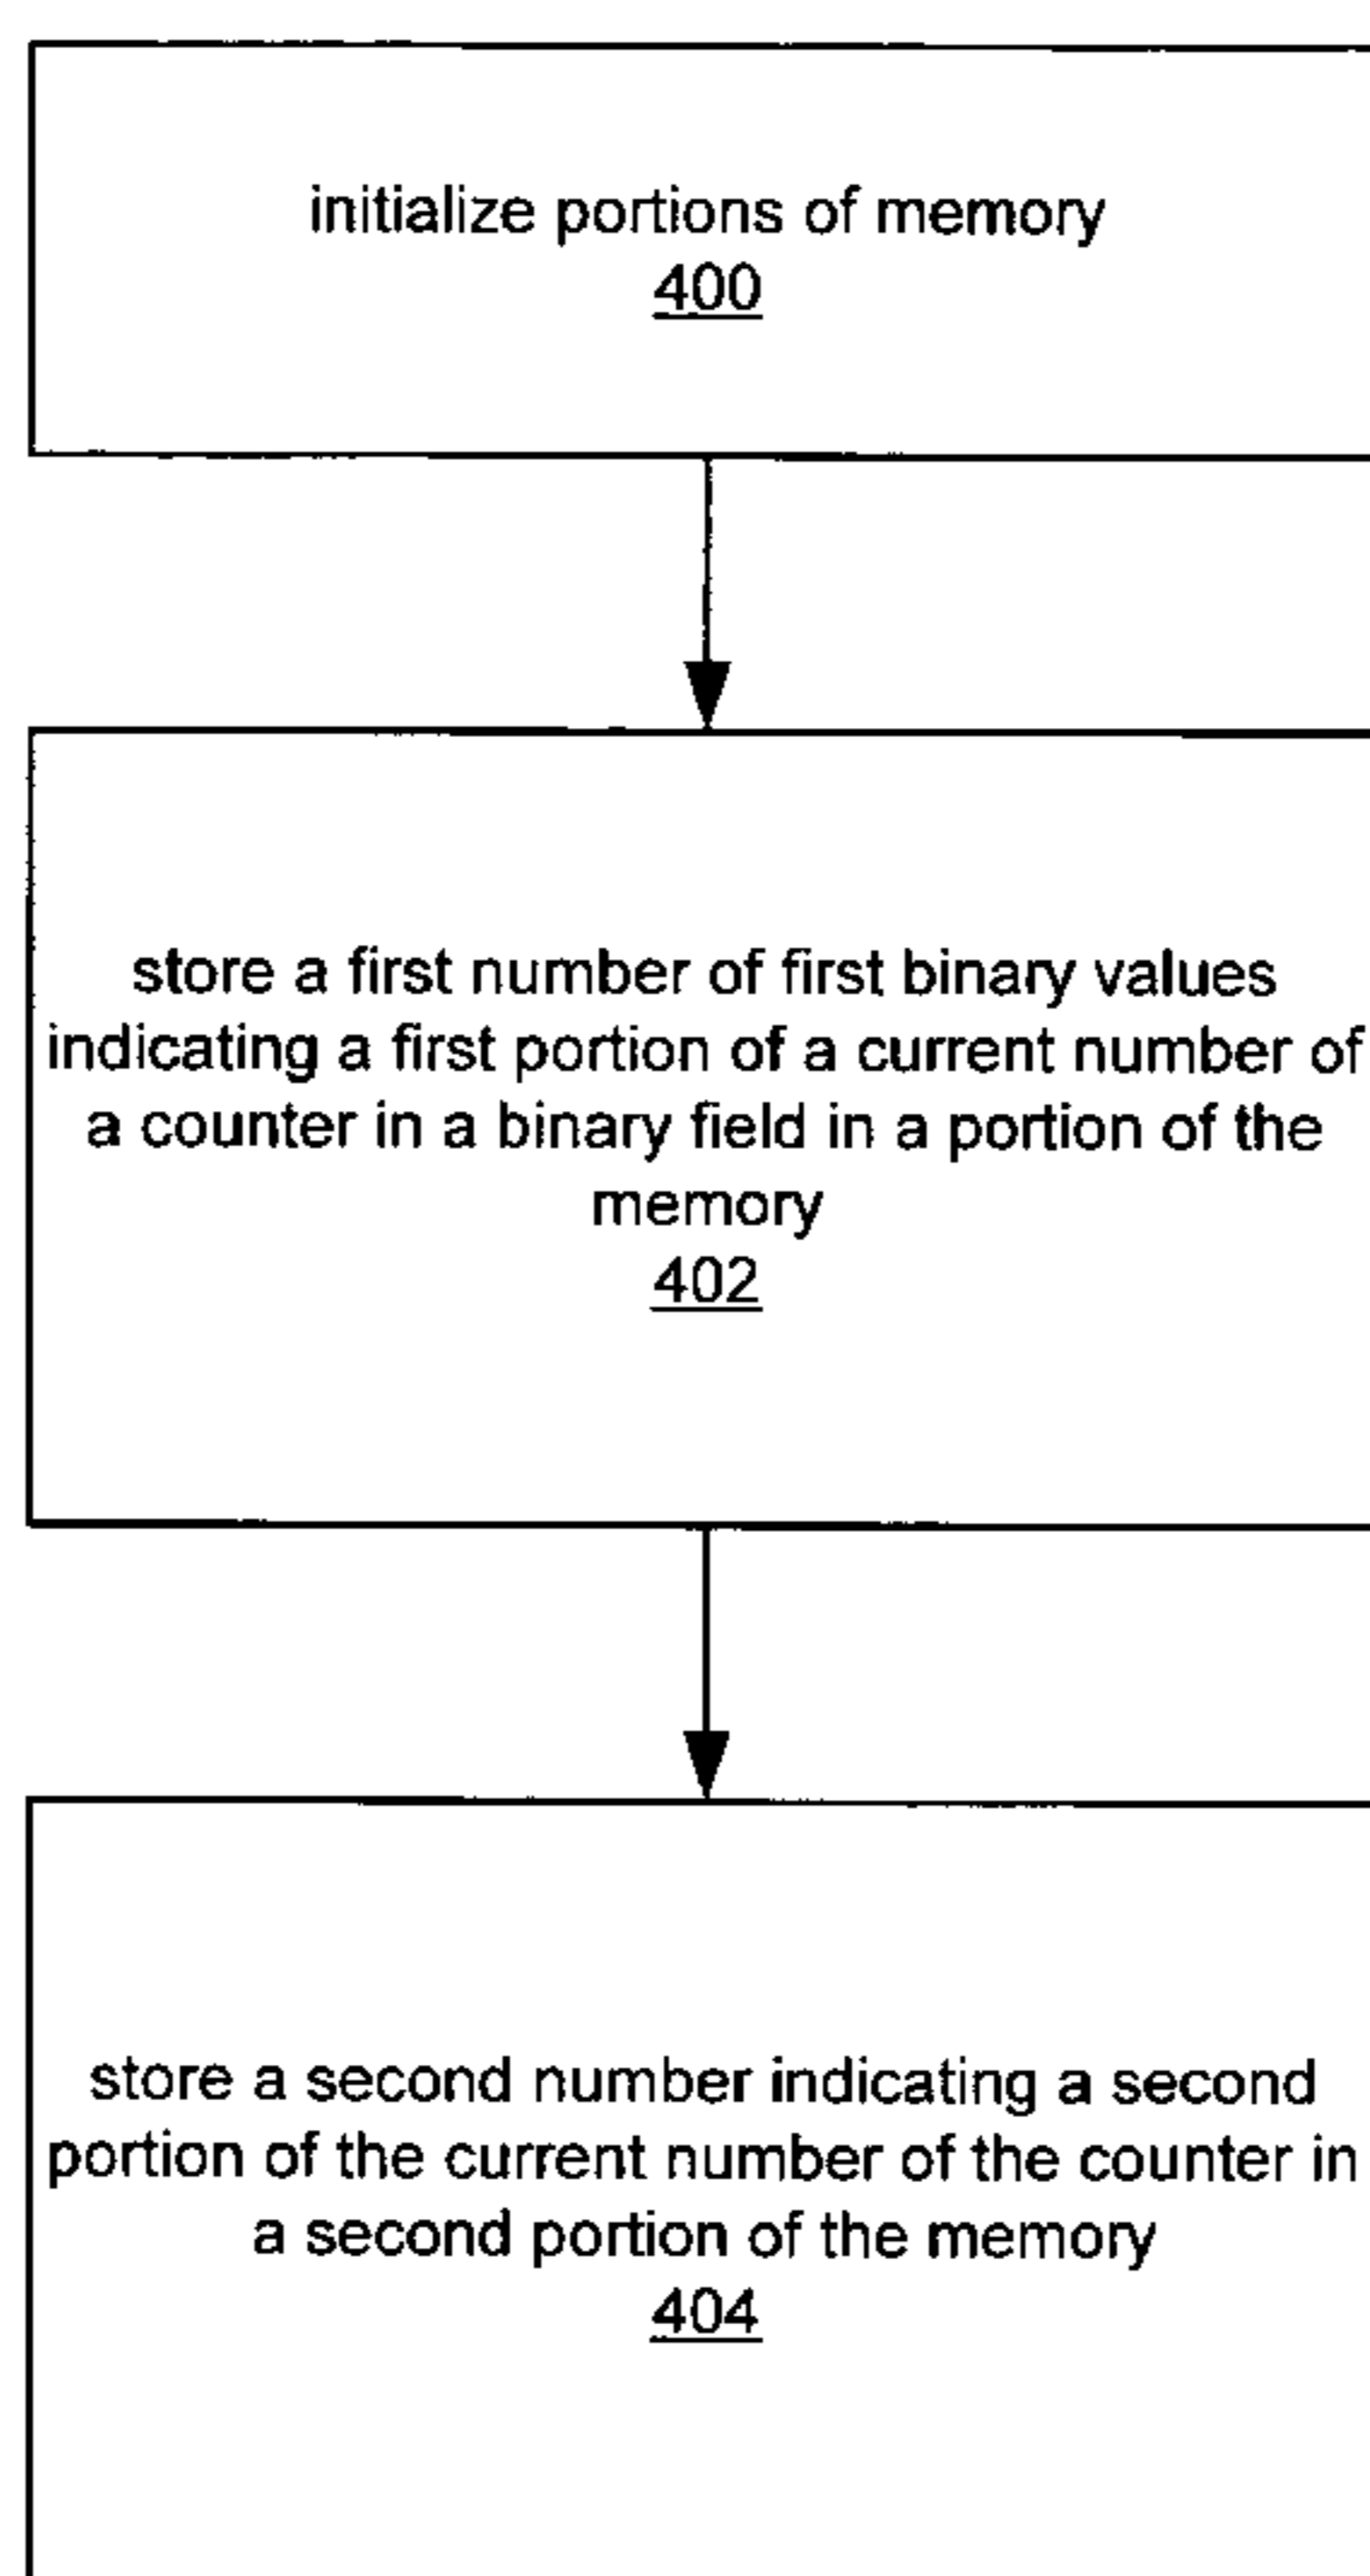 initialize portions of memory
400
store a first number of first binary values
indicating a first portion of a current number of
a counter in a binary field in a portion of the
memory
402
store a second number indicating a second
portion of the current number of the counter in
a second portion of the memory
404